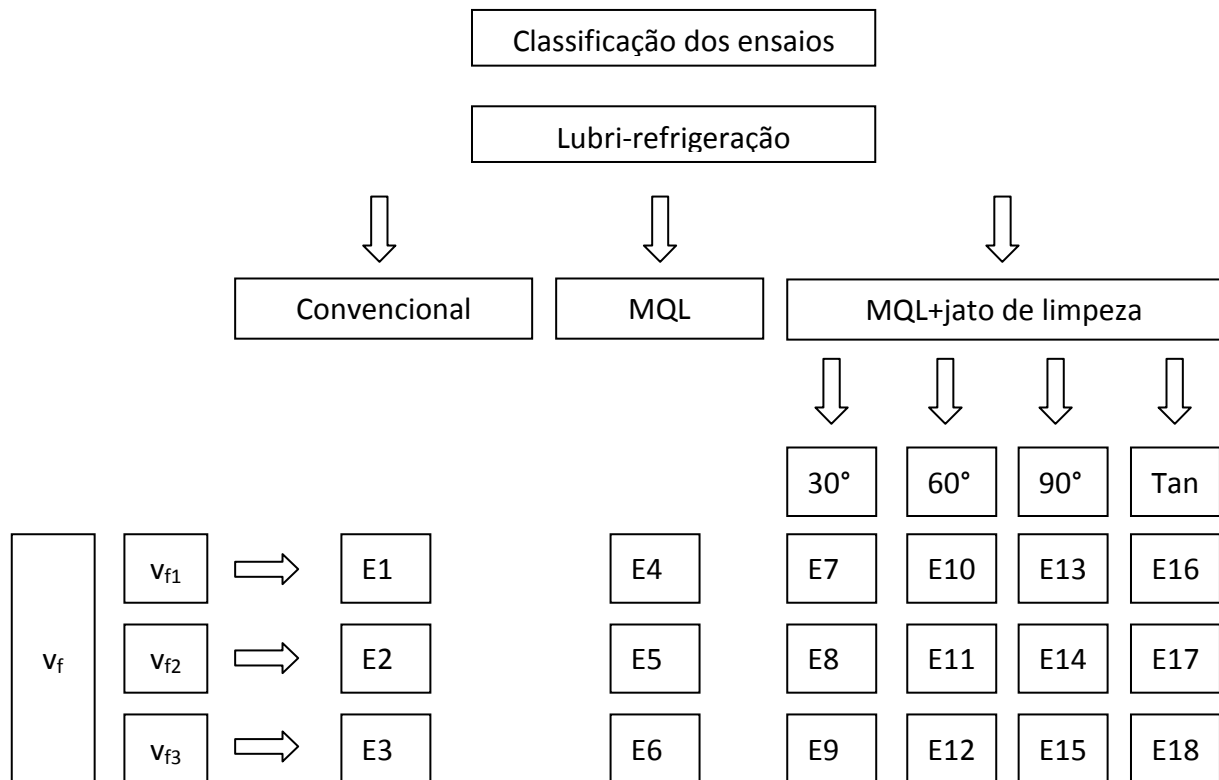 Classificação dos ensaios
Lubri-refrigeração
Convencional MQL MQL+jato de limpeza
30° 60° 90° Tan
vf1 E1 E4 E7 E10 E13 E16
vf vf2 E2 E5 E8 E11 E14 E17
vf3 E3 E6 E9 E12 E15 E18